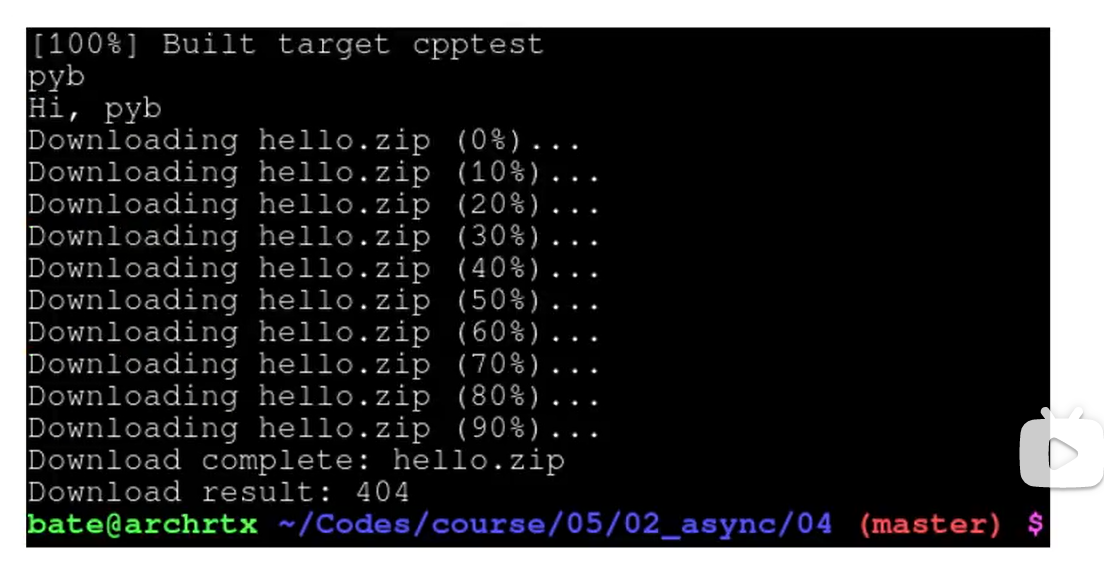 [100%] Built target cpptest
pyb
Hi, pyb
Downloading hello.zip (0%)...
Downloading hello.zip (10%)...
Downloading hello.zip (20%)...
Downloading hello.zip (30%)...
Downloading hello.zip (40%)...
Downloading hello.zip (50%)...
Downloading hello.zip (60%)...
Downloading hello.zip (70%)...
Downloading hello.zip (80%)...
Downloading hello.zip (90%)...
Download complete: hello.zip
Download result: 404
bate@archrtx ~/Codes/course/05/02_async/04 (master) $